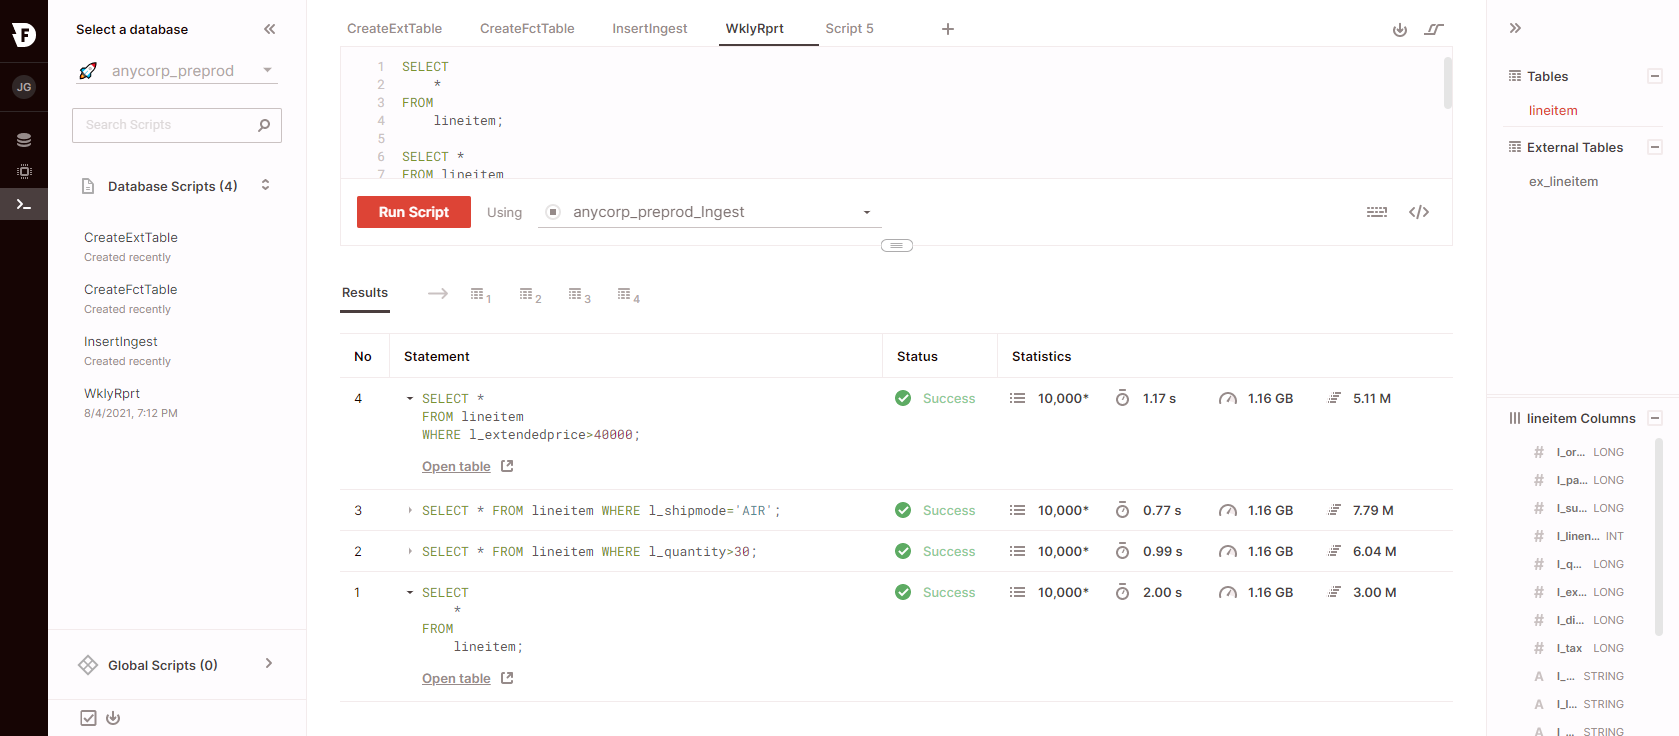 F
JG
Select a database
anycorp_preprod
Search Scripts
Database Scripts (4)
CreateExtTable
Created recently
CreateFctTable
Created recently
InsertIngest
Created recently
WklyRprt
8/4/2021, 7:12 PM
Global Scripts (0)
CreateExtTable CreateFctTable InsertIngest WklyRprt Script 5 +
1 SELECT
2 *
3 FROM
4 lineitem;
5
6 SELECT *
7 FROM lineitem
Run Script Using anycorp_preprod_Ingest </>
Results 1 2 3 4
No Statement Status Statistics
4 SELECT * Success 10,000* 1.17 s 1.16 GB 5.11 M
FROM lineitem
WHERE l_extendedprice>40000;
Open table
3 SELECT * FROM lineitem WHERE l_shipmode='AIR'; Success 10,000* 0.77 s 1.16 GB 7.79 M
2 SELECT * FROM lineitem WHERE l_quantity>30; Success 10,000* 0.99 s 1.16 GB 6.04 M
1 SELECT Success 10,000* 2.00 s 1.16 GB 3.00 M
*
FROM
lineitem;
Open table
Tables
lineitem
External Tables
ex_lineitem
lineitem Columns
# l_or... LONG
# l_pa... LONG
# l_su... LONG
# l_linen... INT
# l_q... LONG
# l_ex... LONG
# l_di... LONG
# l_tax LONG
A l_... STRING
A l_l... STRING
A l_... STRING